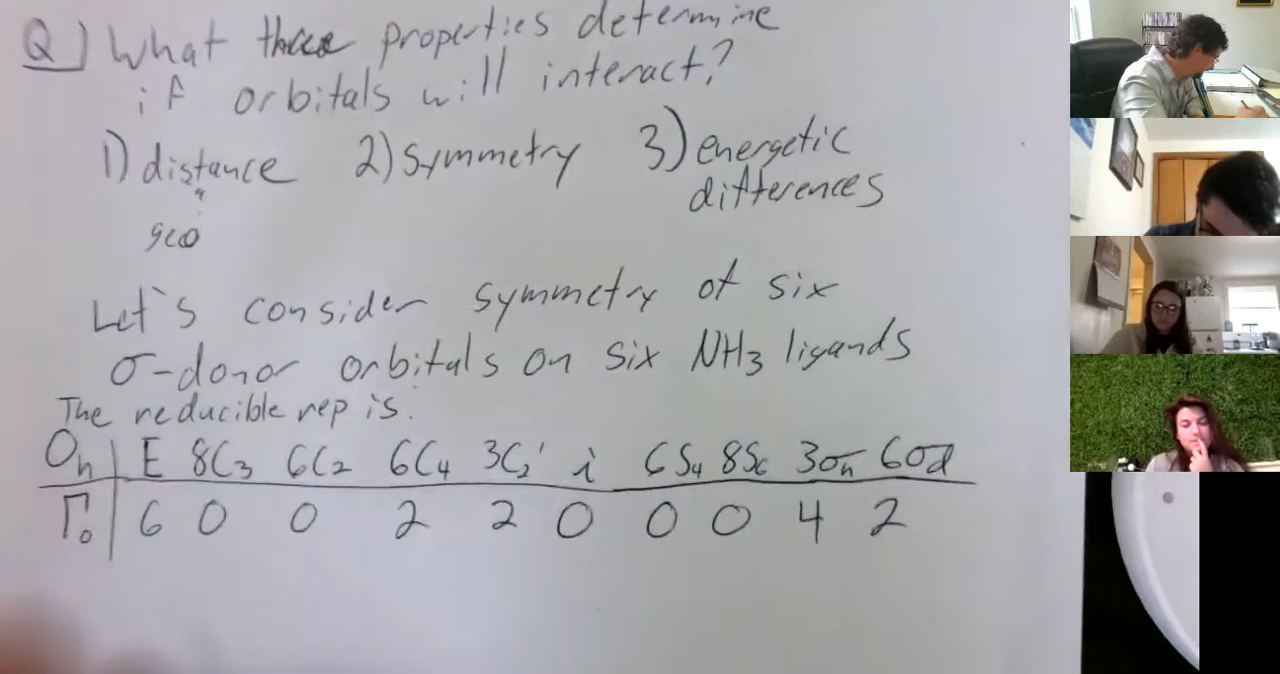 Q) What three properties determine
if orbitals will interact?
1) distance 2) Symmetry 3) energetic
differences
geo
Let's consider symmetry of six
σ-donor orbitals on six NH3 ligands
The reducible rep is:
Oh | E 8C3 6C2 6C4 3C2' i 6S4 8S6 3σh 6σd
Γσ | 6 0 0 2 2 0 0 0 4 2